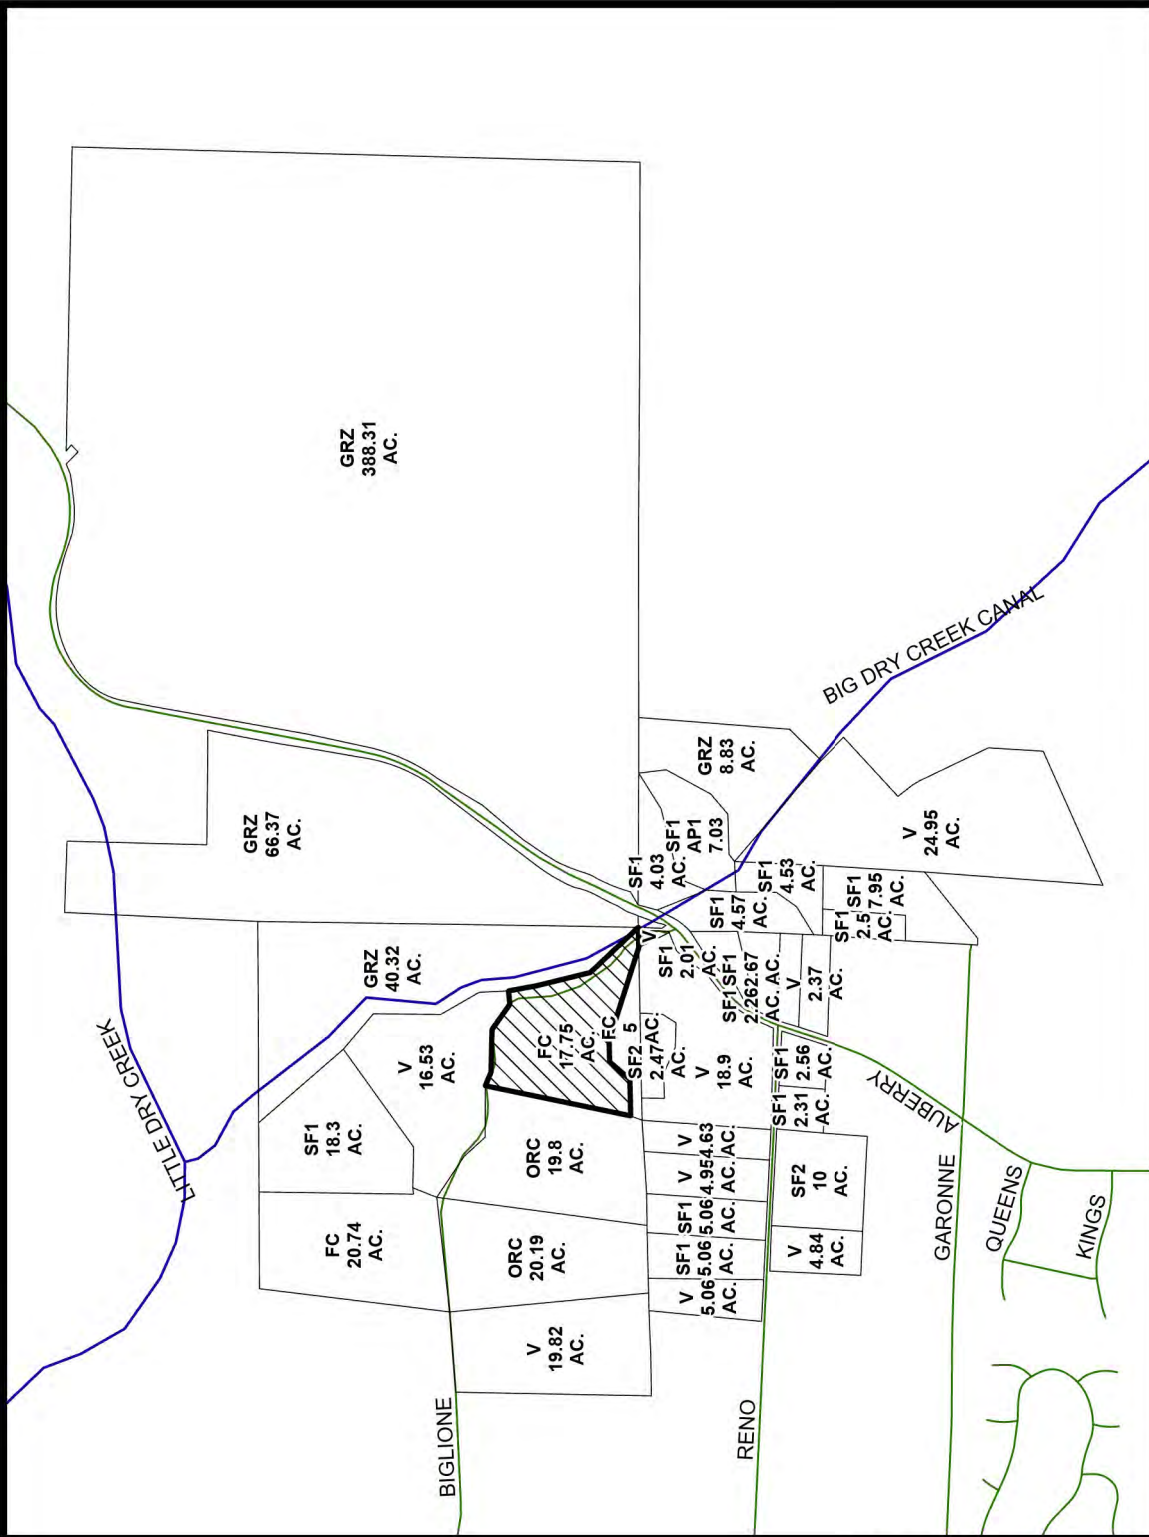 LITTLE DRY CREEK
GRZ
388.31
AC.
GRZ
66.37
AC.
GRZ
40.32
AC.
SF1
18.3
AC.
FC
20.74
AC.
V
16.53
AC.
FC
17.75
AC.
FC
5
AC.
ORC
19.8
AC.
ORC
20.19
AC.
V
19.82
AC.
BIGLIONE
GRZ
8.83
AC.
BIG DRY CREEK CANAL
SF1
AP1
7.03
SF1
4.03
AC.
V
24.95
AC.
SF1
4.53
AC.
SF1
7.95
AC.
SF1
2.5
AC.
SF1
4.57
AC.
V
SF1
2.01
AC.
SF1
2.67
AC.
SF1
2.26
AC.
V
2.37
AC.
SF2
2.47
AC.
V
18.9
AC.
SF1
2.56
AC.
SF1
2.31
AC.
V
4.63
AC.
V
4.95
AC.
SF1
5.06
AC.
SF1
5.06
AC.
V
5.06
AC.
SF2
10
AC.
V
4.84
AC.
AUBERRY
RENO
GARONNE
QUEENS
KINGS